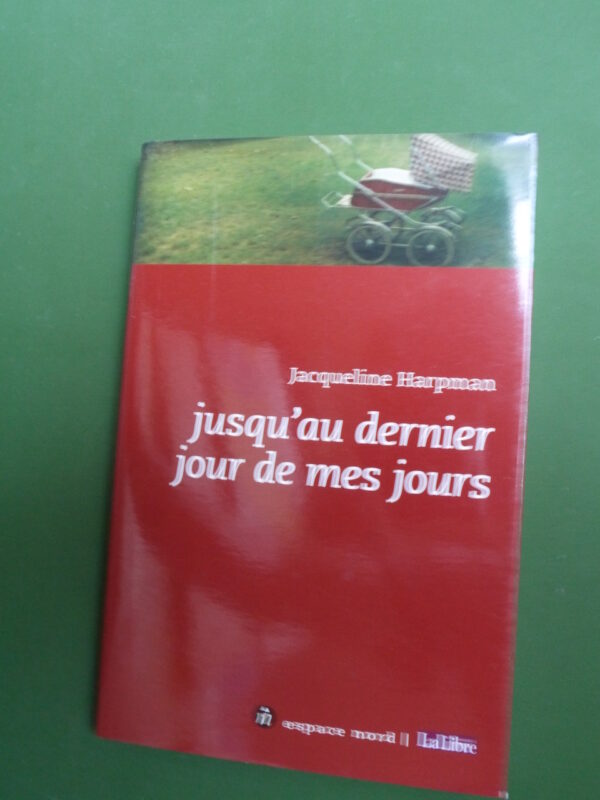 Jacqueline Harpman
jusqu'au dernier
jour de mes jours
espace nord
La Libre